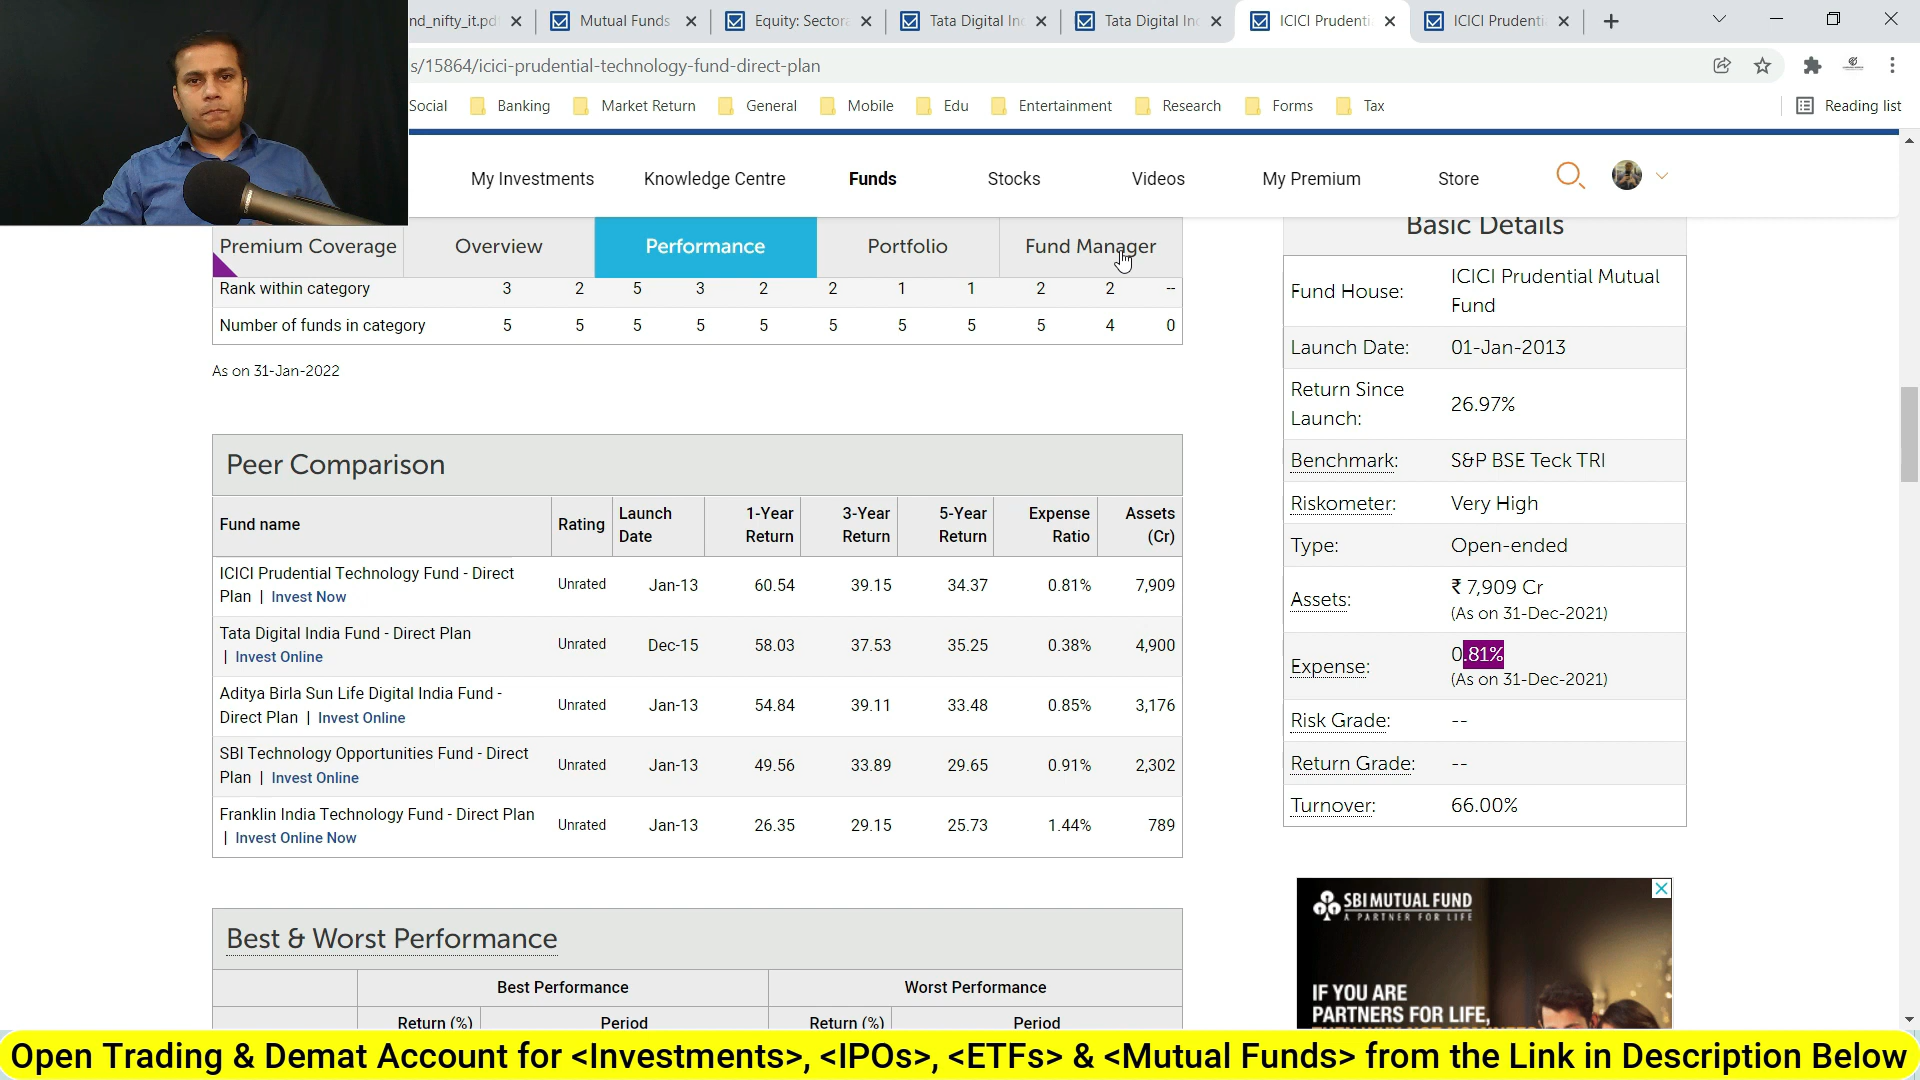 nd_nifty_it.pd
Mutual Funds
Equity: Sectora
Tata Digital In
Tata Digital In
ICICI Prudenti
ICICI Prudenti
s/15864/icici-prudential-technology-fund-direct-plan
Social Banking Market Return General Mobile Edu Entertainment Research Forms Tax Reading list
My Investments Knowledge Centre Funds Stocks Videos My Premium Store
Premium Coverage Overview Performance Portfolio Fund Manager
Rank within category 3 2 5 3 2 2 1 1 2 2 --
Number of funds in category 5 5 5 5 5 5 5 5 5 4 0
As on 31-Jan-2022
Peer Comparison
Fund name Rating Launch Date 1-Year Return 3-Year Return 5-Year Return Expense Ratio Assets (Cr)
ICICI Prudential Technology Fund - Direct Plan | Invest Now Unrated Jan-13 60.54 39.15 34.37 0.81% 7,909
Tata Digital India Fund - Direct Plan | Invest Online Unrated Dec-15 58.03 37.53 35.25 0.38% 4,900
Aditya Birla Sun Life Digital India Fund - Direct Plan | Invest Online Unrated Jan-13 54.84 39.11 33.48 0.85% 3,176
SBI Technology Opportunities Fund - Direct Plan | Invest Online Unrated Jan-13 49.56 33.89 29.65 0.91% 2,302
Franklin India Technology Fund - Direct Plan | Invest Online Now Unrated Jan-13 26.35 29.15 25.73 1.44% 789
Best & Worst Performance
Best Performance Worst Performance
Return (%) Period Return (%) Period
Basic Details
Fund House: ICICI Prudential Mutual Fund
Launch Date: 01-Jan-2013
Return Since Launch: 26.97%
Benchmark: S&P BSE Teck TRI
Riskometer: Very High
Type: Open-ended
Assets: ₹ 7,909 Cr
(As on 31-Dec-2021)
Expense: 0.81%
(As on 31-Dec-2021)
Risk Grade: --
Return Grade: --
Turnover: 66.00%
SBI MUTUAL FUND
A PARTNER FOR LIFE
IF YOU ARE
PARTNERS FOR LIFE,
Open Trading & Demat Account for <Investments>, <IPOs>, <ETFs> & <Mutual Funds> from the Link in Description Below